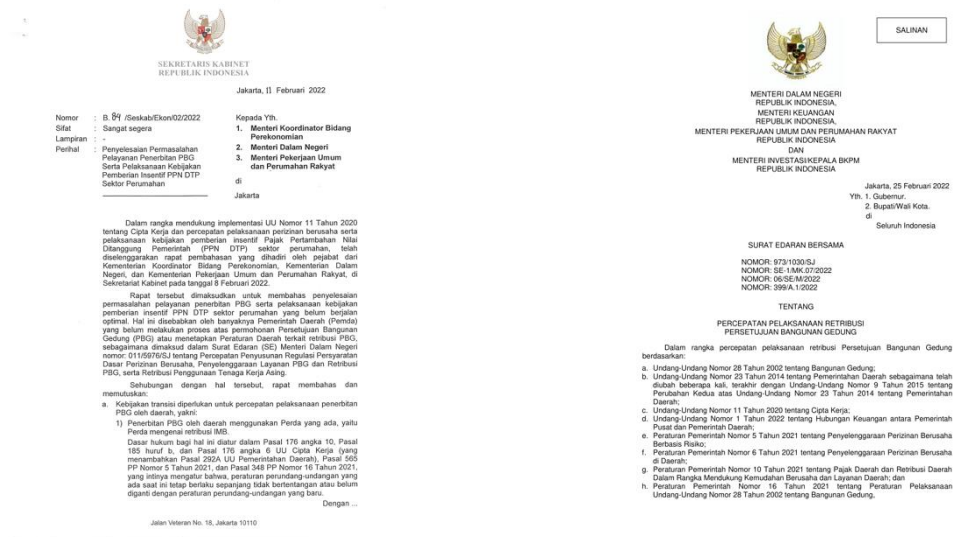 SEKRETARIS KABINET
REPUBLIK INDONESIA
Jakarta, 11 Februari 2022
Nomor : B. 84 /Seskab/Ekon/02/2022
Sifat : Sangat segera
Lampiran : -
Perihal : Penyelesaian Permasalahan
Pelayanan Penerbitan PBG
Serta Pelaksanaan Kebijakan
Pemberian Insentif PPN DTP
Sektor Perumahan
Kepada Yth.
1. Menteri Koordinator Bidang
Perekonomian
2. Menteri Dalam Negeri
3. Menteri Pekerjaan Umum
dan Perumahan Rakyat
di
Jakarta
Dalam rangka mendukung implementasi UU Nomor 11 Tahun 2020
tentang Cipta Kerja dan percepatan pelaksanaan perizinan berusaha serta
pelaksanaan kebijakan pemberian insentif Pajak Pertambahan Nilai
Ditanggung Pemerintah (PPN DTP) sektor perumahan, telah
diselenggarakan rapat pembahasan yang dihadiri oleh pejabat dari
Kementerian Koordinator Bidang Perekonomian, Kementerian Dalam
Negeri, dan Kementerian Pekerjaan Umum dan Perumahan Rakyat, di
Sekretariat Kabinet pada tanggal 8 Februari 2022.
Rapat tersebut dimaksudkan untuk membahas penyelesaian
permasalahan pelayanan penerbitan PBG serta pelaksanaan kebijakan
pemberian insentif PPN DTP sektor perumahan yang belum berjalan
optimal. Hal ini disebabkan oleh banyaknya Pemerintah Daerah (Pemda)
yang belum melakukan proses atas permohonan Persetujuan Bangunan
Gedung (PBG) atau menetapkan Peraturan Daerah terkait retribusi PBG,
sebagaimana dimaksud dalam Surat Edaran (SE) Menteri Dalam Negeri
nomor: 011/5976/SJ tentang Percepatan Penyusunan Regulasi Persyaratan
Dasar Perizinan Berusaha, Penyelenggaraan Layanan PBG dan Retribusi
PBG, serta Retribusi Penggunaan Tenaga Kerja Asing.
Sehubungan dengan hal tersebut, rapat membahas dan
memutuskan:
a. Kebijakan transisi diperlukan untuk percepatan pelaksanaan penerbitan
PBG oleh daerah, yakni:
1) Penerbitan PBG oleh daerah menggunakan Perda yang ada, yaitu
Perda mengenai retribusi IMB.
Dasar hukum bagi hal ini diatur dalam Pasal 176 angka 10, Pasal
185 huruf b, dan Pasal 176 angka 6 UU Cipta Kerja (yang
menambahkan Pasal 292A UU Pemerintahan Daerah), Pasal 565
PP Nomor 5 Tahun 2021, dan Pasal 348 PP Nomor 16 Tahun 2021,
yang intinya mengatur bahwa, peraturan perundang-undangan yang
ada saat ini tetap berlaku sepanjang tidak bertentangan atau belum
diganti dengan peraturan perundang-undangan yang baru.
Dengan ...
Jalan Veteran No. 18, Jakarta 10110
SALINAN
MENTERI DALAM NEGERI
REPUBLIK INDONESIA,
MENTERI KEUANGAN
REPUBLIK INDONESIA,
MENTERI PEKERJAAN UMUM DAN PERUMAHAN RAKYAT
REPUBLIK INDONESIA
DAN
MENTERI INVESTASI/KEPALA BKPM
REPUBLIK INDONESIA
Jakarta, 25 Februari 2022
Yth. 1. Gubernur.
2. Bupati/Wali Kota.
di
Seluruh Indonesia
SURAT EDARAN BERSAMA
NOMOR: 973/1030/SJ
NOMOR: SE-1/MK.07/2022
NOMOR: 06/SE/M/2022
NOMOR: 399/A.1/2022
TENTANG
PERCEPATAN PELAKSANAAN RETRIBUSI
PERSETUJUAN BANGUNAN GEDUNG
Dalam rangka percepatan pelaksanaan retribusi Persetujuan Bangunan Gedung
berdasarkan:
a. Undang-Undang Nomor 28 Tahun 2002 tentang Bangunan Gedung;
b. Undang-Undang Nomor 23 Tahun 2014 tentang Pemerintahan Daerah sebagaimana telah
diubah beberapa kali, terakhir dengan Undang-Undang Nomor 9 Tahun 2015 tentang
Perubahan Kedua atas Undang-Undang Nomor 23 Tahun 2014 tentang Pemerintahan
Daerah;
c. Undang-Undang Nomor 11 Tahun 2020 tentang Cipta Kerja;
d. Undang-Undang Nomor 1 Tahun 2022 tentang Hubungan Keuangan antara Pemerintah
Pusat dan Pemerintah Daerah;
e. Peraturan Pemerintah Nomor 5 Tahun 2021 tentang Penyelenggaraan Perizinan Berusaha
Berbasis Risiko;
f. Peraturan Pemerintah Nomor 6 Tahun 2021 tentang Penyelenggaraan Perizinan Berusaha
di Daerah;
g. Peraturan Pemerintah Nomor 10 Tahun 2021 tentang Pajak Daerah dan Retribusi Daerah
Dalam Rangka Mendukung Kemudahan Berusaha dan Layanan Daerah; dan
h. Peraturan Pemerintah Nomor 16 Tahun 2021 tentang Peraturan Pelaksanaan
Undang-Undang Nomor 28 Tahun 2002 tentang Bangunan Gedung,